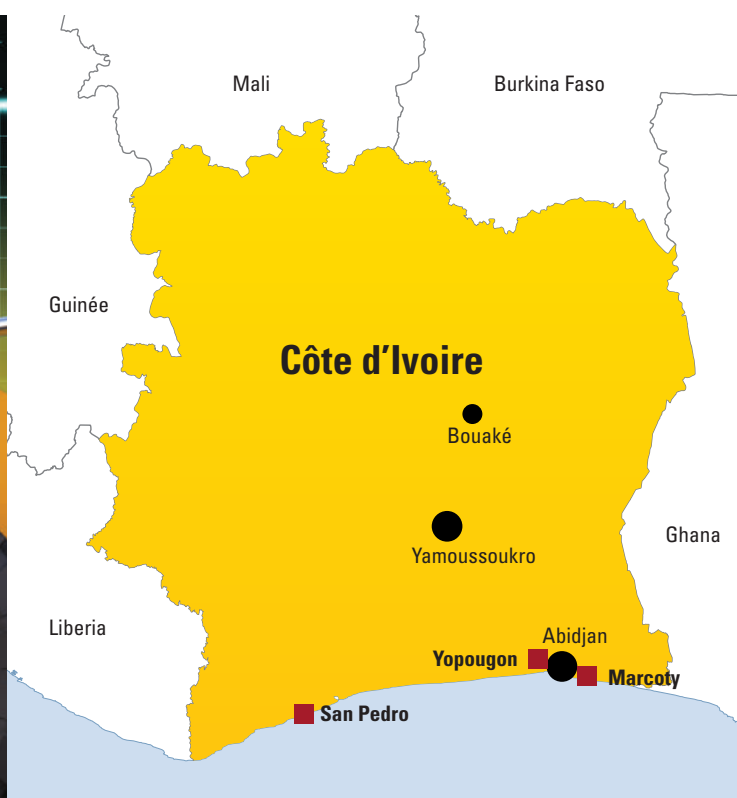 Mali
Burkina Faso
Guinée
Côte d’Ivoire
Bouaké
Yamoussoukro
Ghana
Liberia
Abidjan
Yopougon
Marcoty
San Pedro